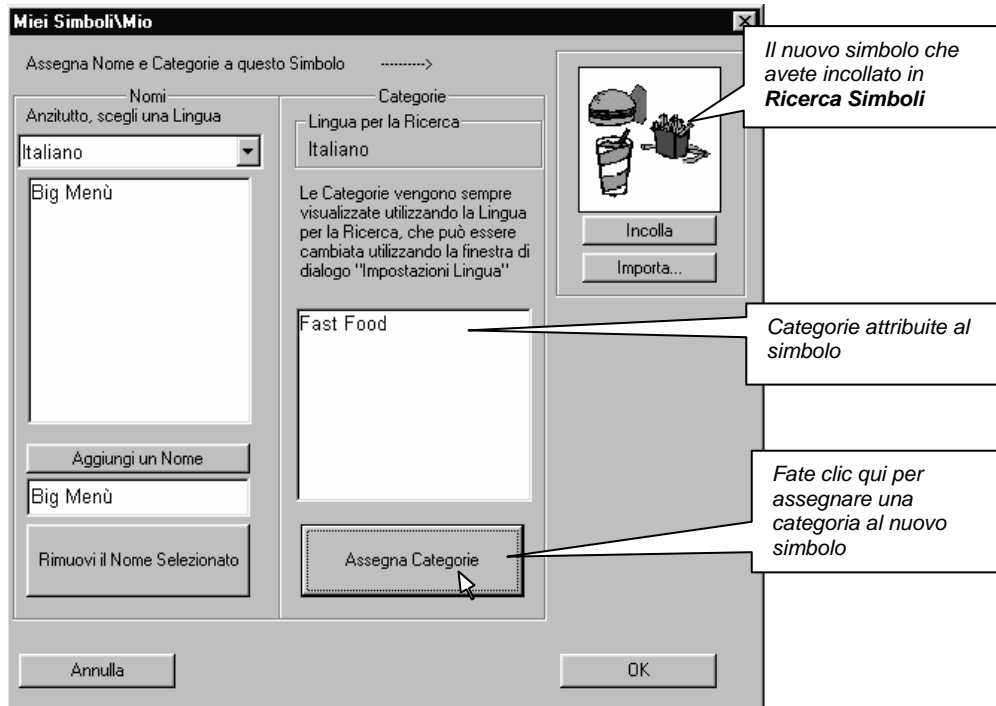 Miei Simboli\Mio
Assegna Nome e Categorie a questo Simbolo ---------->
Nomi
Anzitutto, scegli una Lingua
Italiano
Big Menù
Aggiungi un Nome
Big Menù
Rimuovi il Nome Selezionato
Categorie
Lingua per la Ricerca
Italiano
Le Categorie vengono sempre
visualizzate utilizzando la Lingua
per la Ricerca, che può essere
cambiata utilizzando la finestra di
dialogo "Impostazioni Lingua"
Fast Food
Assegna Categorie
Incolla
Importa...
Annulla
OK
Il nuovo simbolo che
avete incollato in
Ricerca Simboli
Categorie attribuite al
simbolo
Fate clic qui per
assegnare una
categoria al nuovo
simbolo